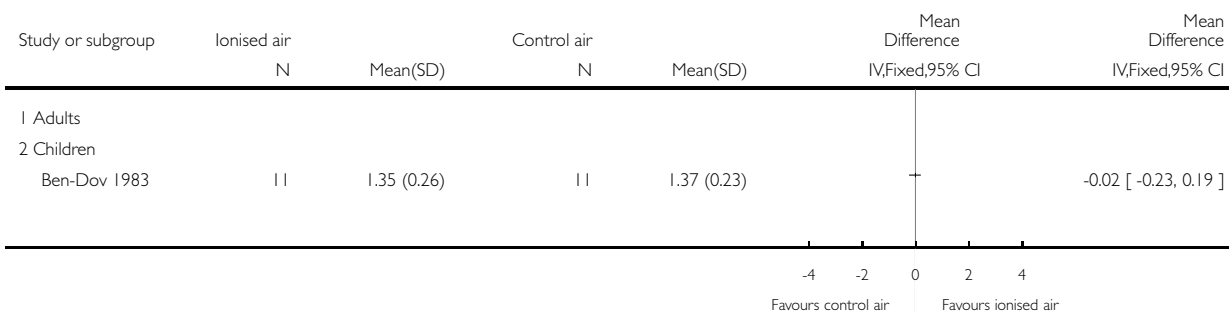 Study or subgroup Ionised air Control air Mean Difference Mean Difference
N Mean(SD) N Mean(SD) IV,Fixed,95% CI IV,Fixed,95% CI
1 Adults
2 Children
Ben-Dov 1983 11 1.35 (0.26) 11 1.37 (0.23) -0.02 [ -0.23, 0.19 ]
-4 -2 0 2 4
Favours control air Favours ionised air